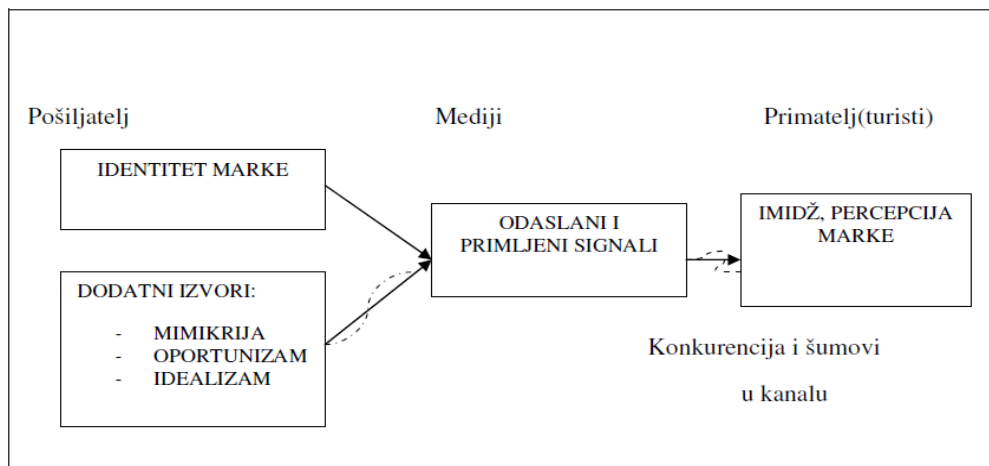 Pošiljatelj
Mediji
Primatelj(turisti)
IDENTITET MARKE
ODASLANI I
PRIMLJENI SIGNALI
IMIDŽ, PERCEPCIJA
MARKE
DODATNI IZVORI:
- MIMIKRIJA
- OPORTUNIZAM
- IDEALIZAM
Konkurencija i šumovi
u kanalu